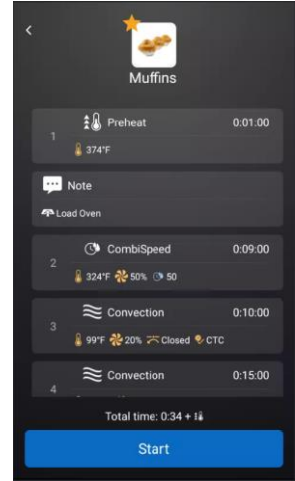 Muffins
1 Preheat 0:01:00
374°F
Note
Load Oven
2 CombiSpeed 0:09:00
324°F 50% 50
3 Convection 0:10:00
99°F 20% Closed CTC
4 Convection 0:15:00
Total time: 0:34 +
Start